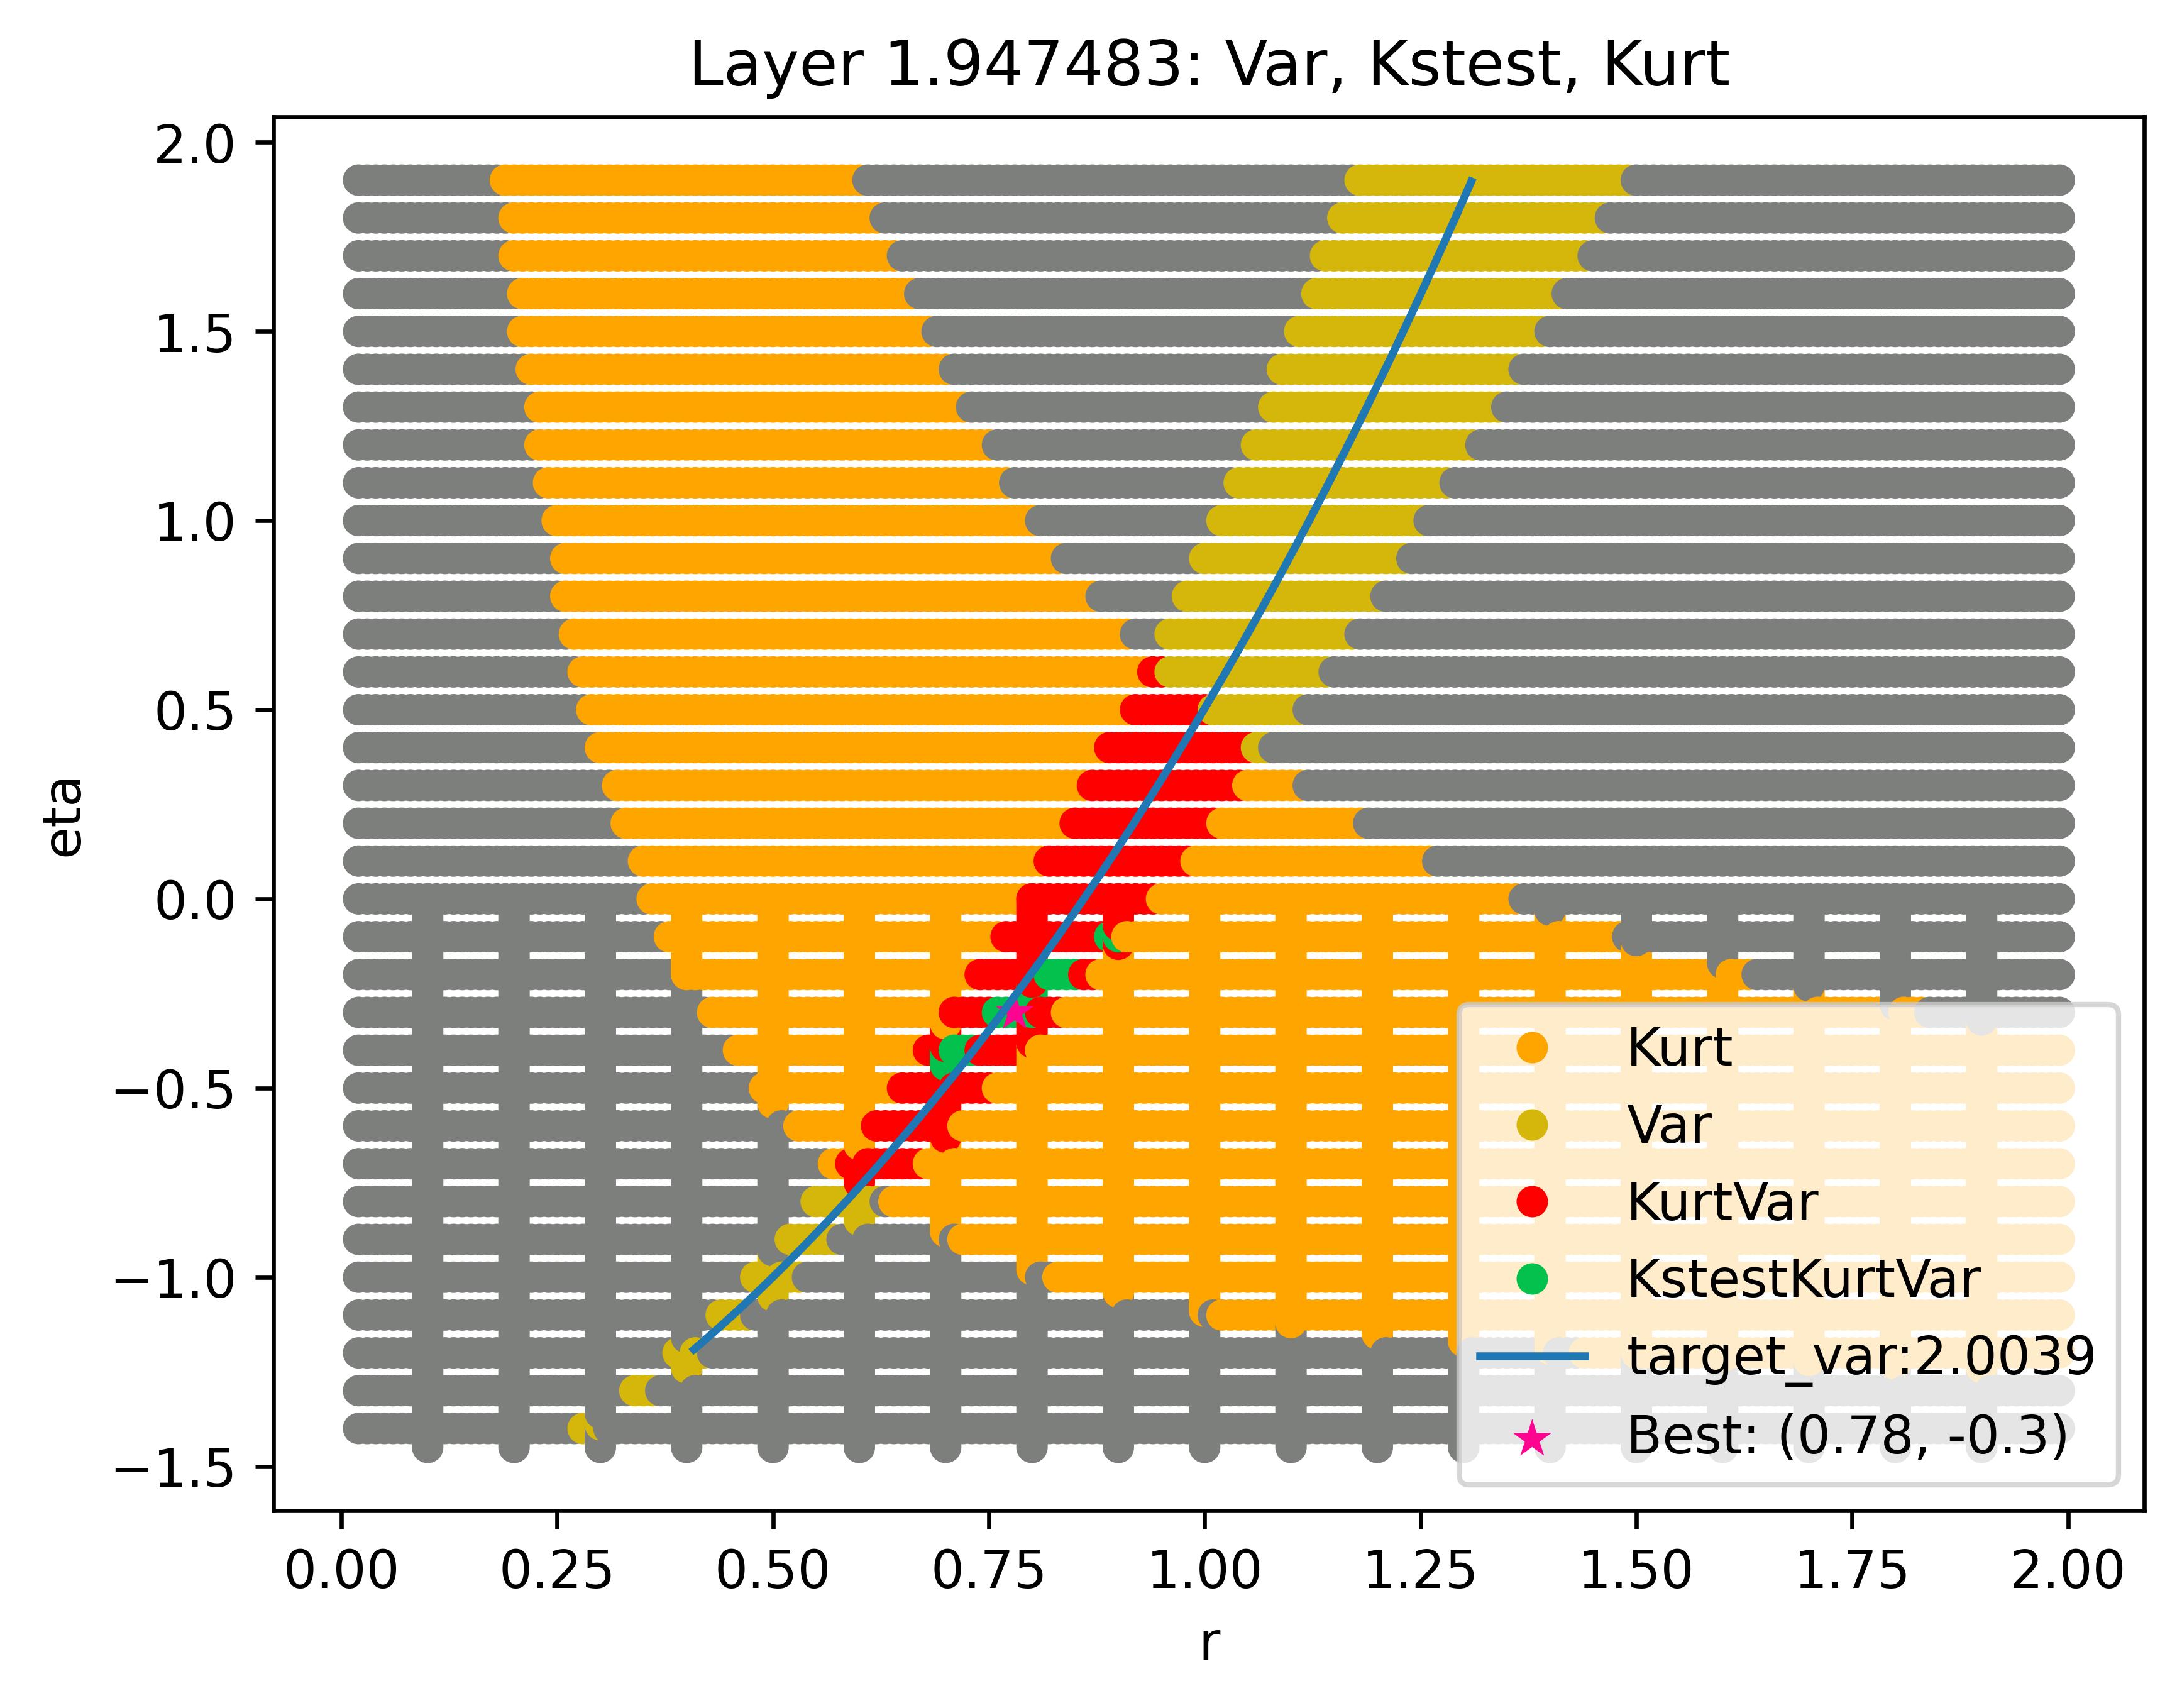 Layer 1.947483: Var, Kstest, Kurt
2.0
1.5
1.0
0.5
0.0
−0.5
−1.0
−1.5
eta
Kurt
Var
KurtVar
KstestKurtVar
target_var:2.0039
Best: (0.78, -0.3)
0.00 0.25 0.50 0.75 1.00 1.25 1.50 1.75 2.00
r